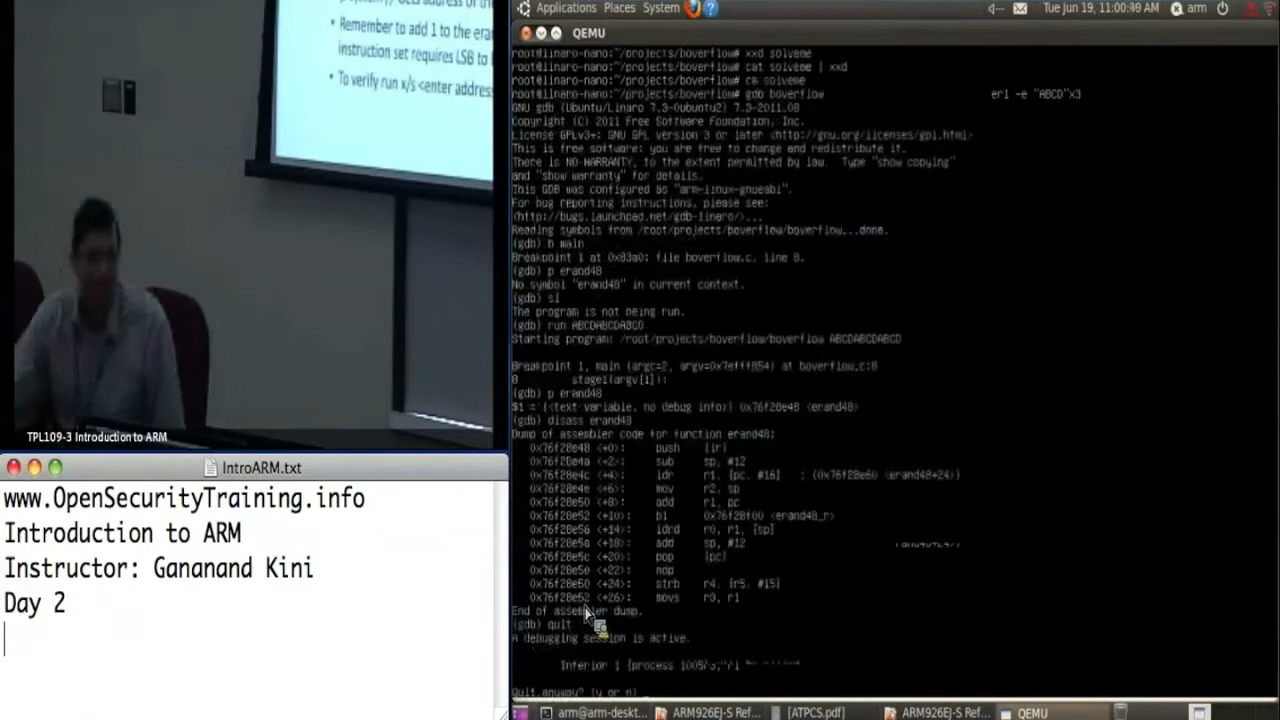 • Remember to add 1 to the
instruction set requires LSB to
• To verify run x/s <enter address
TPL109-3 Introduction to ARM
IntroARM.txt
www.OpenSecurityTraining.info
Introduction to ARM
Instructor: Gananand Kini
Day 2
Applications Places System
Tue Jun 19, 11:00:49 AM arm
QEMU
root@linaro-nano:~/projects/boverflow# xxd solveme
root@linaro-nano:~/projects/boverflow# cat solveme | xxd
root@linaro-nano:~/projects/boverflow# solveme
root@linaro-nano:~/projects/boverflow# gdb boverflow er1 -e "ABCD"x3
GNU gdb (Ubuntu/Linaro 7.3-0ubuntu2) 7.3-2011.08
Copyright (C) 2011 Free Software Foundation, Inc.
License GPLv3+: GNU GPL version 3 or later <http://gnu.org/licenses/gpl.html>
This is free software: you are free to change and redistribute it.
There is NO WARRANTY, to the extent permitted by law. Type "show copying"
and "show warranty" for details.
This GDB was configured as "arm-linux-gnueabi".
For bug reporting instructions, please see:
<http://bugs.launchpad.net/gdb-linaro/>...
Reading symbols from /root/projects/boverflow/boverflow...done.
(gdb) b main
Breakpoint 1 at 0x83a0: file boverflow.c, line 8.
(gdb) p erand48
No symbol "erand48" in current context.
(gdb) si
The program is not being run.
(gdb) run ABCDABCDABCD
Starting program: /root/projects/boverflow/boverflow ABCDABCDABCD
Breakpoint 1, main (argc=2, argv=0x7efff854) at boverflow.c:8
8 stage1(argv[1]);
(gdb) p erand48
$1 = {<text variable, no debug info>} 0x76f28e48 <erand48>
(gdb) disass erand48
Dump of assembler code for function erand48:
0x76f28e48 <+0>: push {lr}
0x76f28e4a <+2>: sub sp, #12
0x76f28e4c <+4>: ldr r1, [pc, #16] ; (0x76f28e60 <erand48+24>)
0x76f28e4e <+6>: mov r2, sp
0x76f28e50 <+8>: add r1, pc
0x76f28e52 <+10>: bl 0x76f28f00 <erand48_r>
0x76f28e56 <+14>: ldrd r0, r1, [sp]
0x76f28e5a <+18>: add sp, #12
0x76f28e5c <+20>: pop {pc}
0x76f28e5e <+22>: nop
0x76f28e60 <+24>: strb r4, [r5, #15]
0x76f28e62 <+26>: movs r3, r1
End of assembler dump.
(gdb) quit
A debugging session is active.
Inferior 1 [process
Quit anyway? (y or n)
arm@arm-deskt... ARM926EJ-S Ref... [ATPCS.pdf] ARM926EJ-S Ref... QEMU